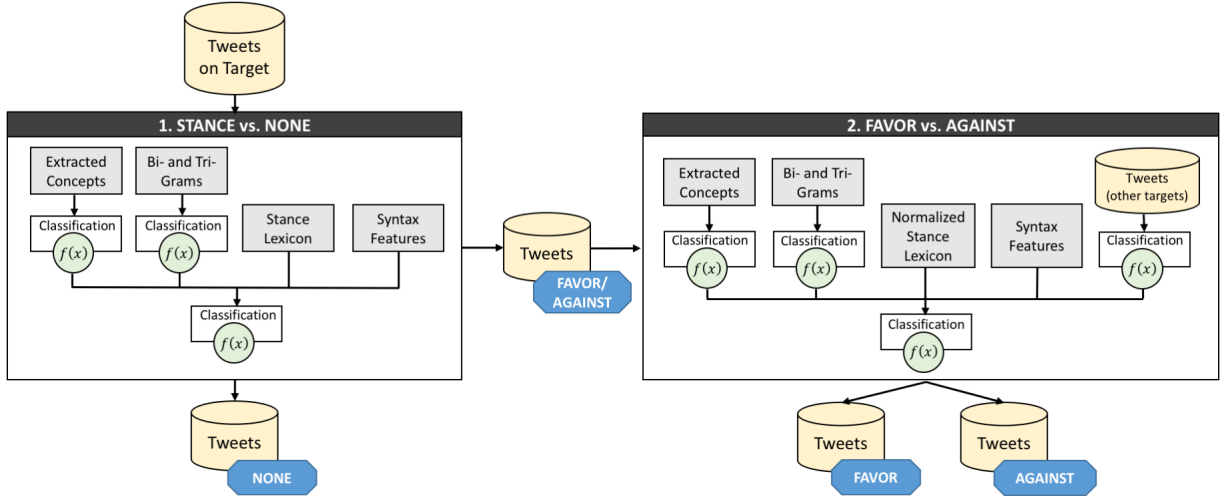 Tweets
on Target
1. STANCE vs. NONE
Extracted
Concepts
Bi- and Tri-
Grams
Classification
f(x)
Classification
f(x)
Stance
Lexicon
Syntax
Features
Classification
f(x)
Tweets
NONE
Tweets
FAVOR/
AGAINST
2. FAVOR vs. AGAINST
Extracted
Concepts
Bi- and Tri-
Grams
Tweets
(other targets)
Classification
f(x)
Classification
f(x)
Normalized
Stance
Lexicon
Syntax
Features
Classification
f(x)
Classification
f(x)
Tweets
FAVOR
Tweets
AGAINST